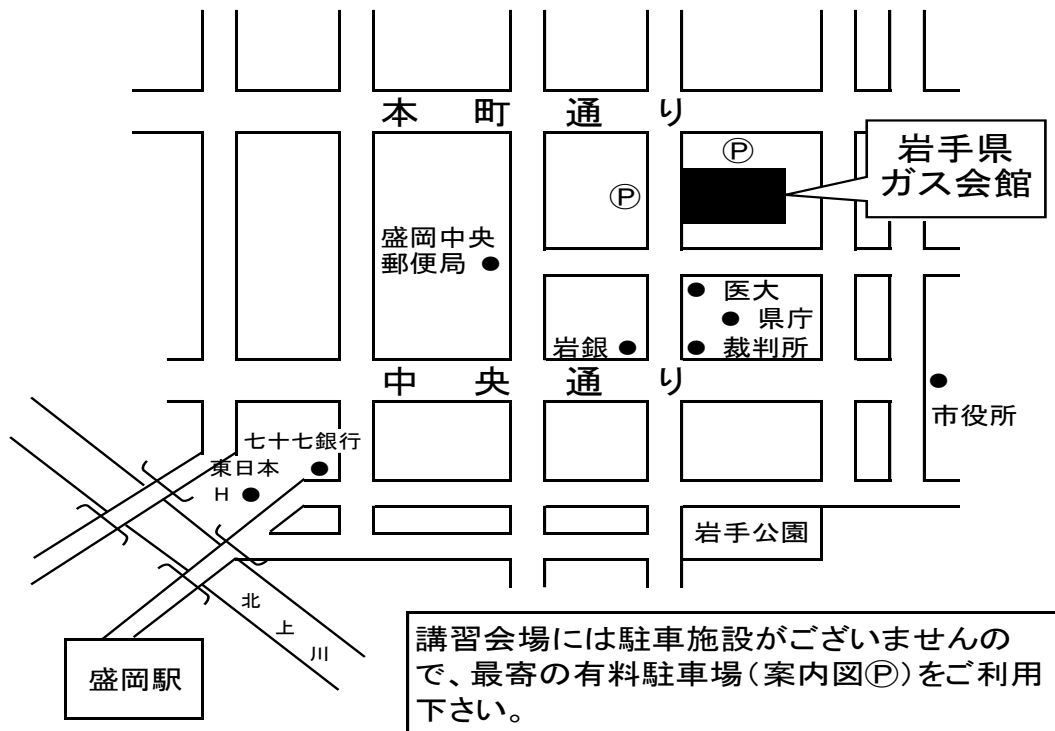 本町通り
Ⓟ
岩手県
ガス会館
Ⓟ
盛岡中央
郵便局
医大
県庁
岩銀
裁判所
中央通り
市役所
七十七銀行
東日本
H
岩手公園
北上川
盛岡駅
講習会場には駐車施設がございませんの
で、最寄の有料駐車場(案内図Ⓟ)をご利用
下さい。